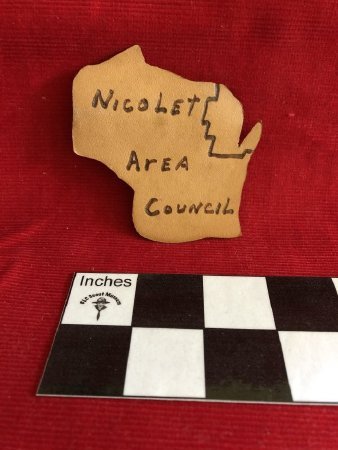 NICOLET
AREA
COUNCIL
Inches